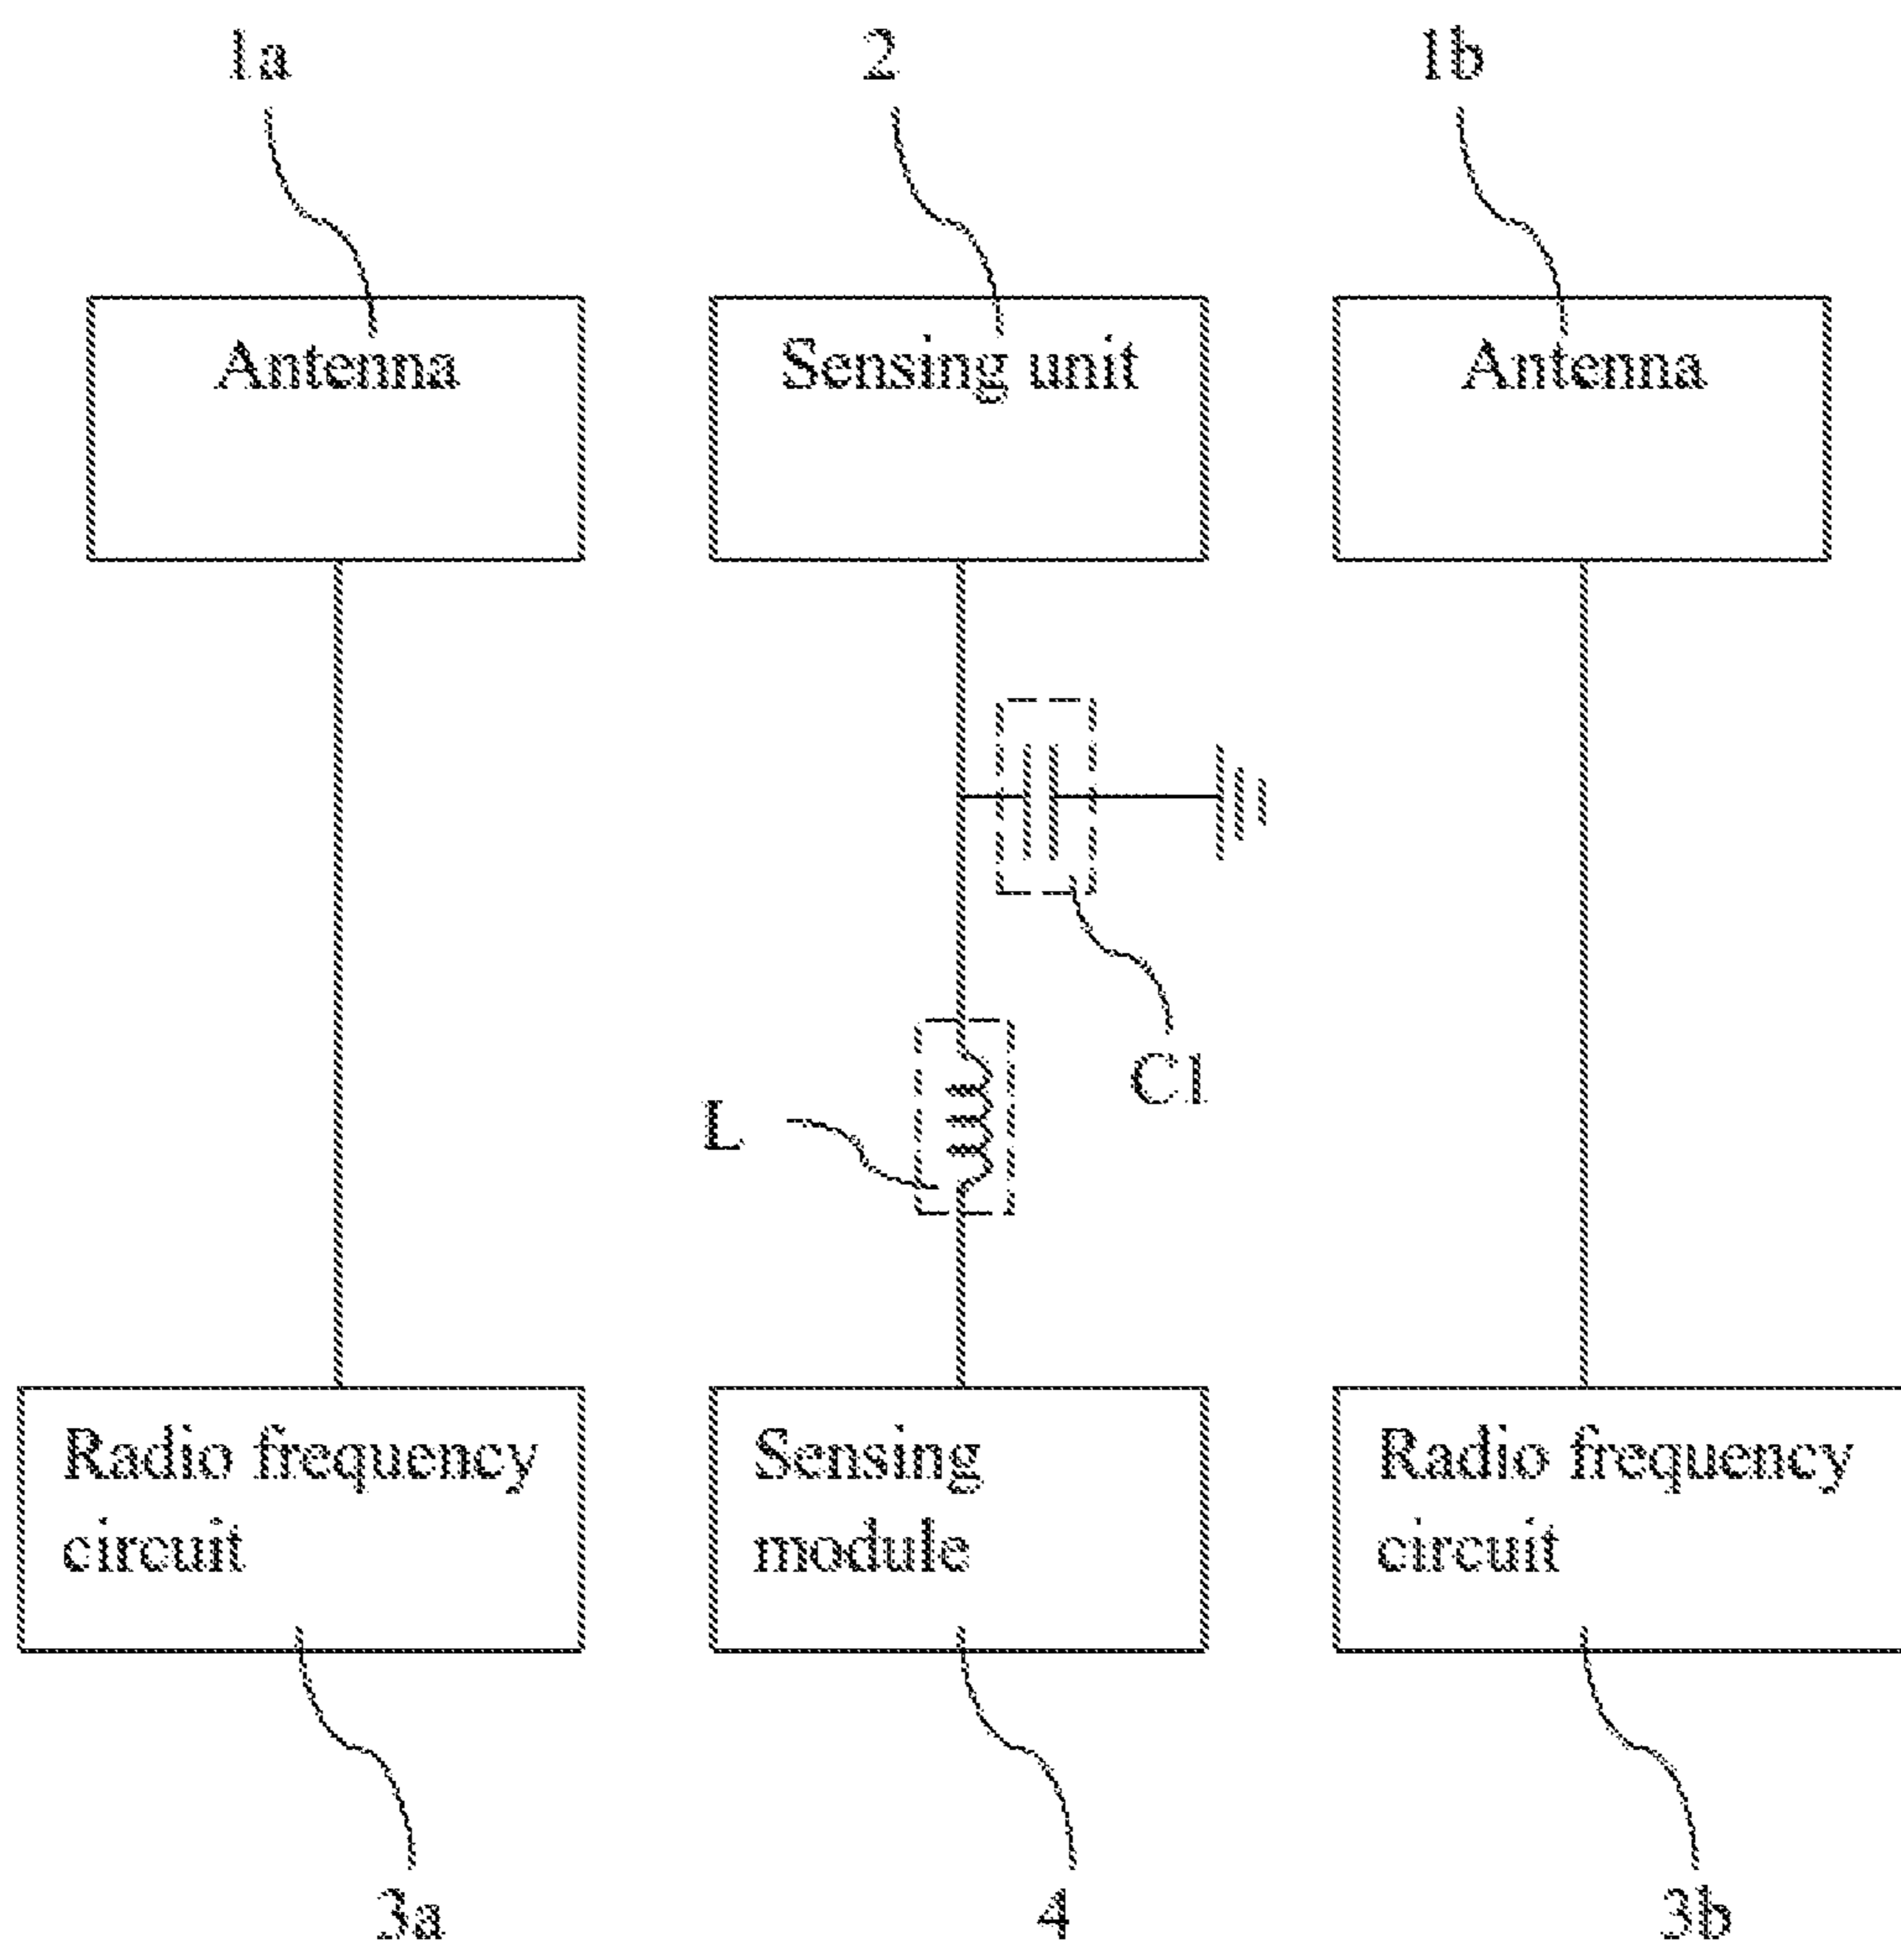 1a
2
1b
Antenna
Sensing unit
Antenna
C1
L
Radio frequency
circuit
Sensing
module
Radio frequency
circuit
3a
4
3b